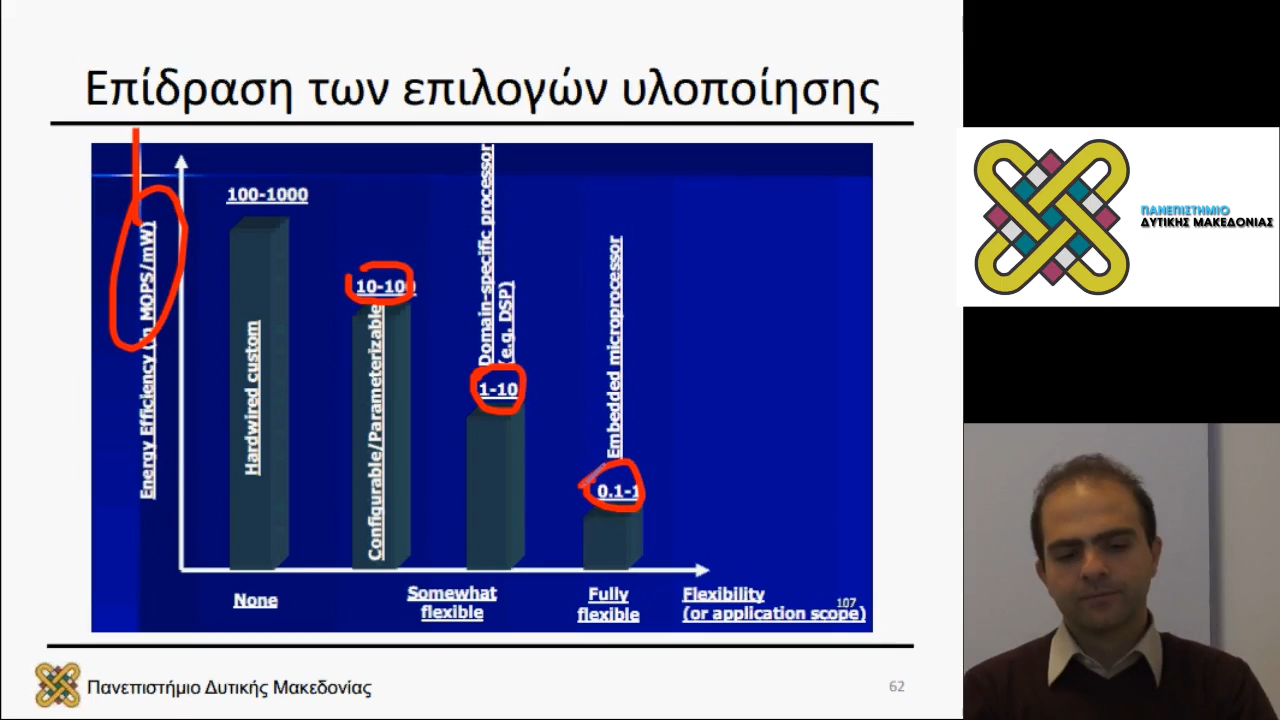 Επίδραση των επιλογών υλοποίησης
Energy Efficiency (in MOPS/mW)
100-1000
Hardwired custom
10-100
Configurable/Parameterizable
Domain-specific processor
(e.g. DSP)
1-10
Embedded microprocessor
0.1-1
None
Somewhat
flexible
Fully
flexible
Flexibility
(or application scope)
107
Πανεπιστήμιο Δυτικής Μακεδονίας
62
ΠΑΝΕΠΙΣΤΗΜΙΟ
ΔΥΤΙΚΗΣ ΜΑΚΕΔΟΝΙΑΣ